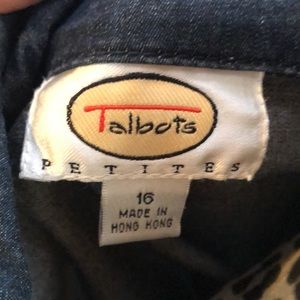 Talbots
PETITES
16
MADE IN
HONG KONG